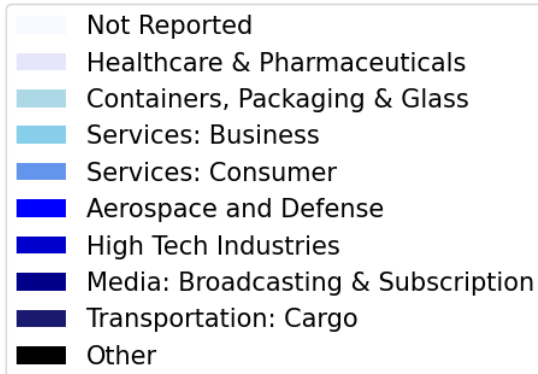 Not Reported
Healthcare & Pharmaceuticals
Containers, Packaging & Glass
Services: Business
Services: Consumer
Aerospace and Defense
High Tech Industries
Media: Broadcasting & Subscription
Transportation: Cargo
Other